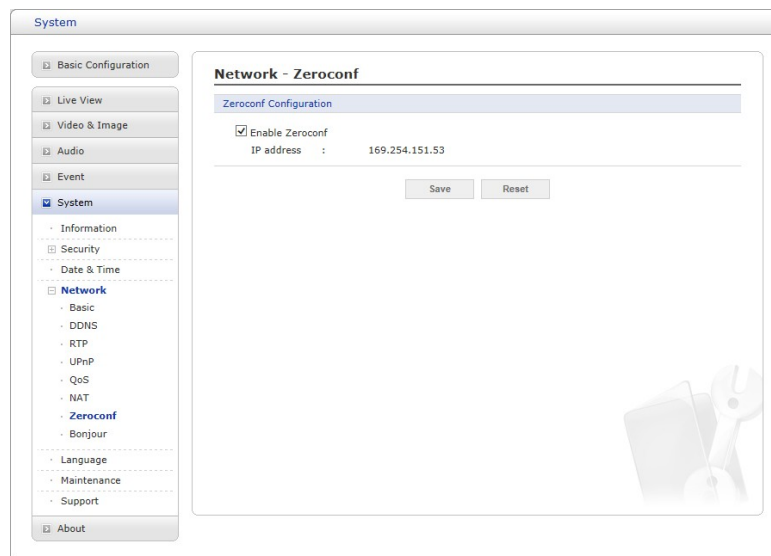 System
Basic Configuration
Live View
Video & Image
Audio
Event
System
Information
Security
Date & Time
Network
Basic
DDNS
RTP
UPnP
QoS
NAT
Zeroconf
Bonjour
Language
Maintenance
Support
About
Network - Zeroconf
Zeroconf Configuration
Enable Zeroconf
IP address : 169.254.151.53
Save Reset